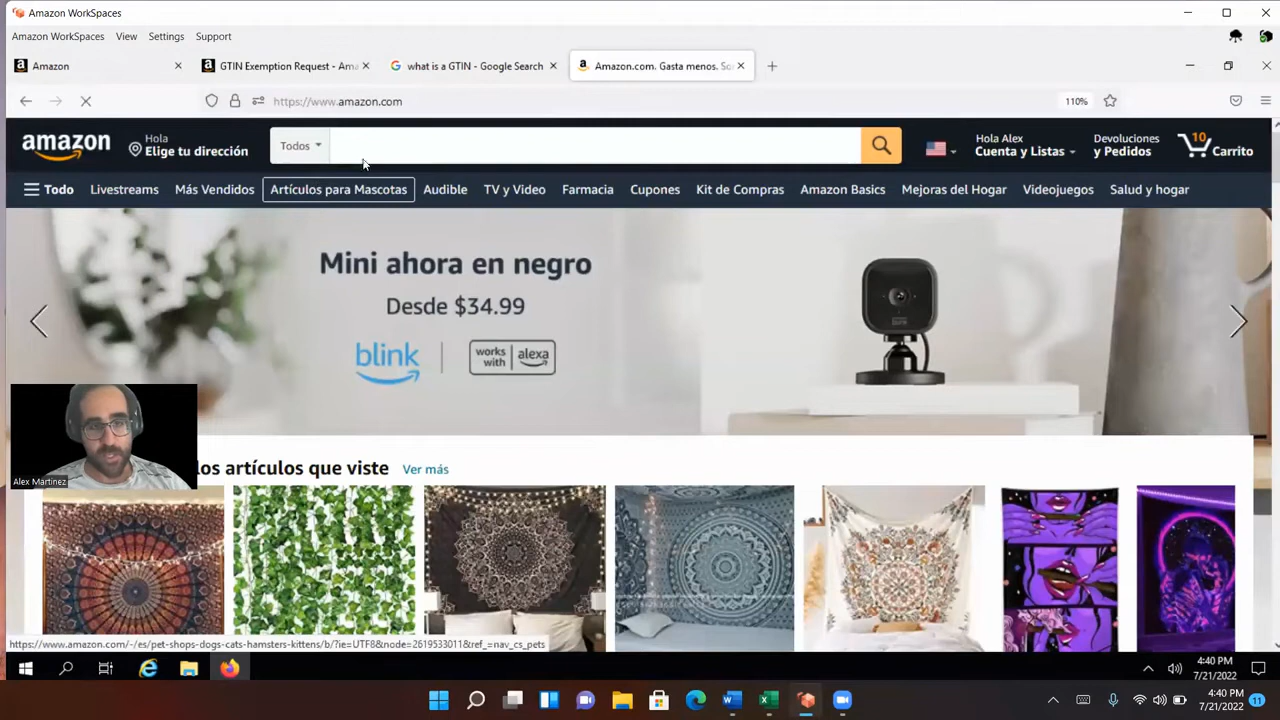 Amazon WorkSpaces
Amazon WorkSpaces View Settings Support
Amazon
GTIN Exemption Request - Ama
what is a GTIN - Google Search
Amazon.com. Gasta menos. So
https://www.amazon.com
110%
amazon
Hola
Elige tu dirección
Todos
Hola Alex
Cuenta y Listas
Devoluciones
y Pedidos
10
Carrito
Todo Livestreams Más Vendidos Artículos para Mascotas Audible TV y Video Farmacia Cupones Kit de Compras Amazon Basics Mejoras del Hogar Videojuegos Salud y hogar
Mini ahora en negro
Desde $34.99
blink
works with alexa
Alex Martinez
los artículos que viste Ver más
https://www.amazon.com/-/es/pet-shops-dogs-cats-hamsters-kittens/b/?ie=UTF8&node=2619533011&ref_=nav_cs_pets
4:40 PM
7/21/2022
4:40 PM
7/21/2022
11